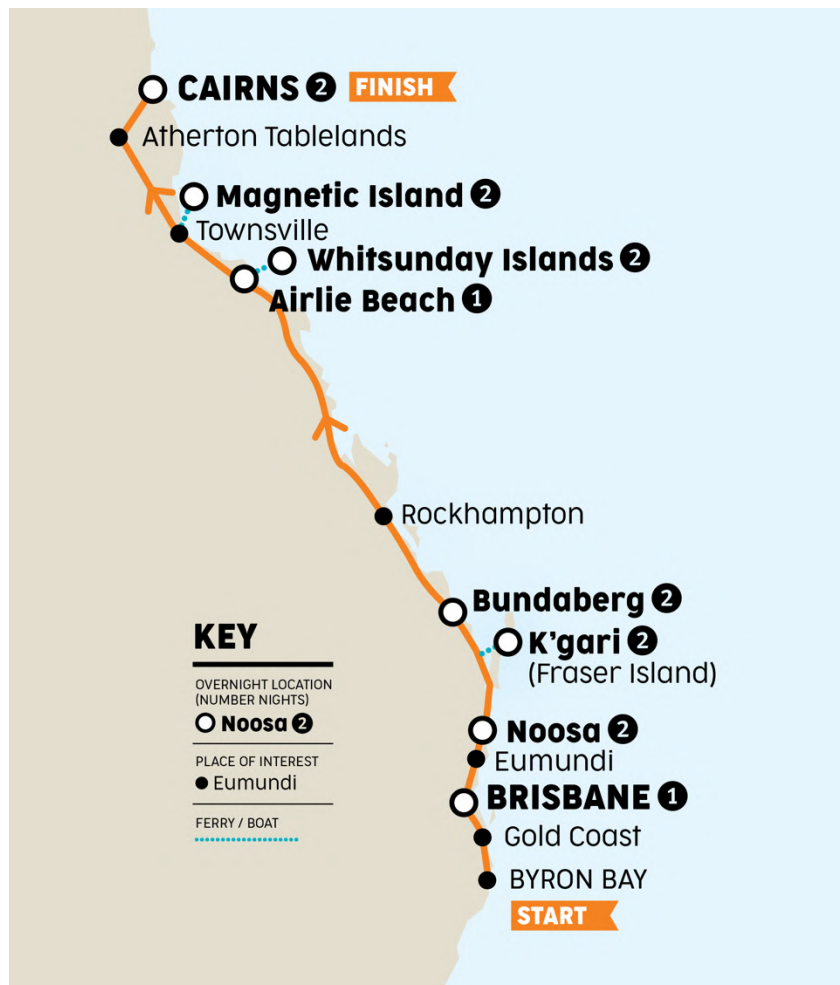 CAIRNS 2 FINISH
Atherton Tablelands
Magnetic Island 2
Townsville
Whitsunday Islands 2
Airlie Beach 1
Rockhampton
Bundaberg 2
K'gari 2
(Fraser Island)
Noosa 2
Eumundi
BRISBANE 1
Gold Coast
BYRON BAY
START
KEY
OVERNIGHT LOCATION
(NUMBER NIGHTS)
Noosa 2
PLACE OF INTEREST
Eumundi
FERRY / BOAT